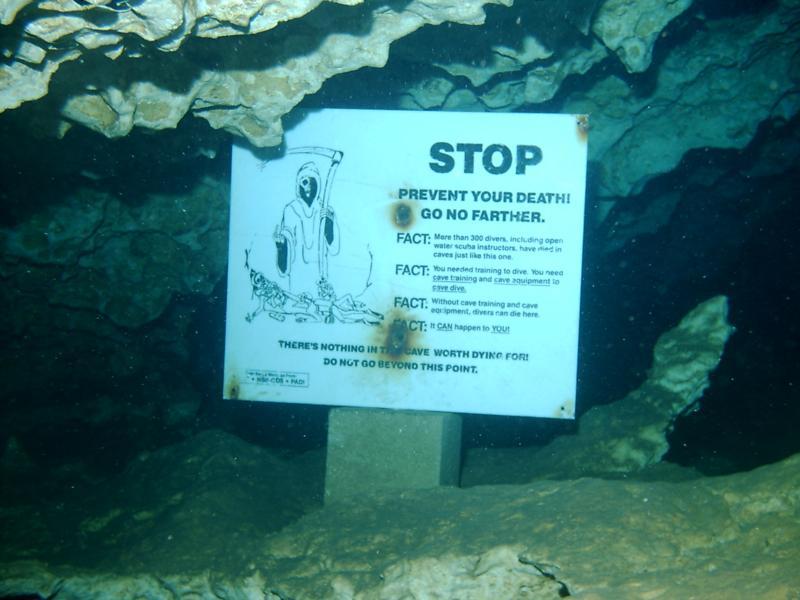 STOP
PREVENT YOUR DEATH!
GO NO FARTHER.
FACT: More than 300 divers, including open
water scuba instructors, have died in
caves just like this one.
FACT: You needed training to dive. You need
cave training and cave equipment to
cave dive.
FACT: Without cave training and cave
equipment, divers can die here.
FACT: It CAN happen to YOU!
THERE'S NOTHING IN THIS CAVE WORTH DYING FOR!
DO NOT GO BEYOND THIS POINT.
NSS-CDS • PADI